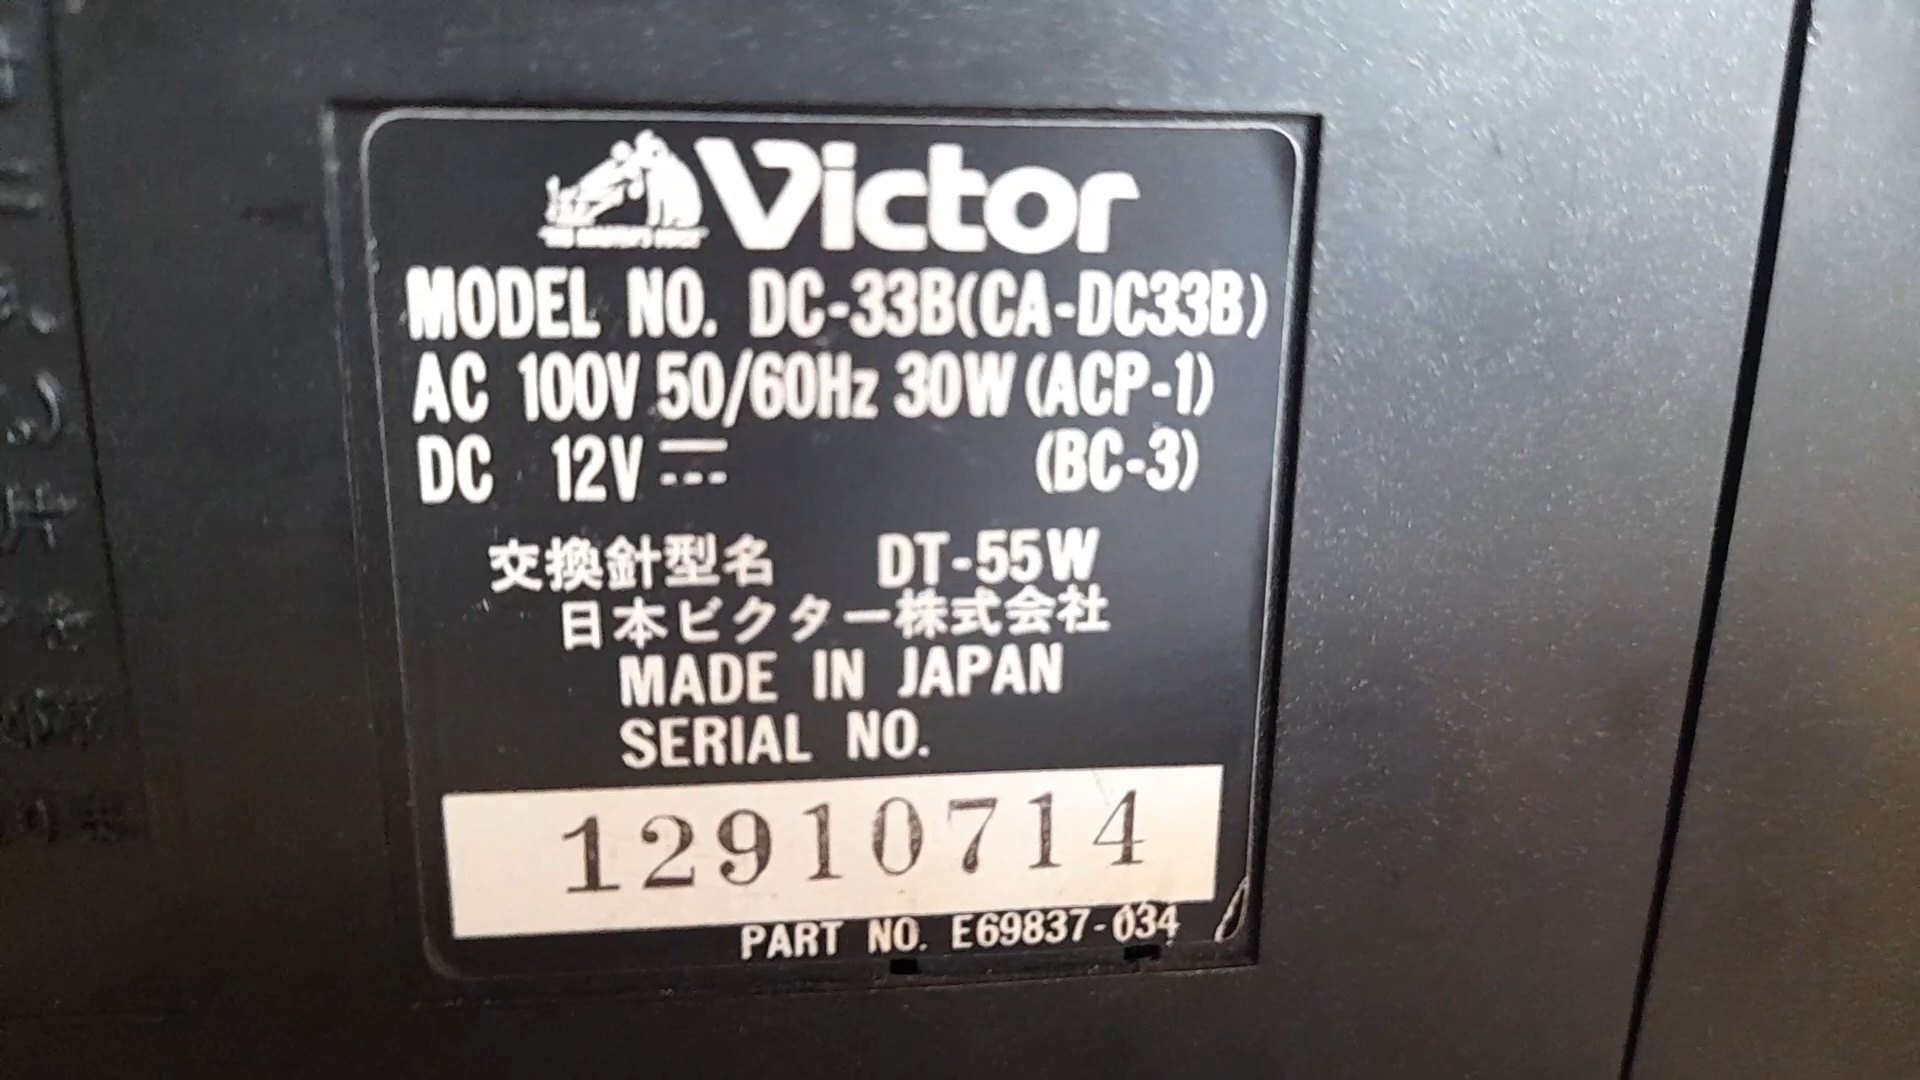 Victor
MODEL NO. DC-33B(CA-DC33B)
AC 100V 50/60Hz 30W (ACP-1)
DC 12V (BC-3)
交換針型名 DT-55W
日本ビクター株式会社
MADE IN JAPAN
SERIAL NO.
12910714
PART NO. E69837-034